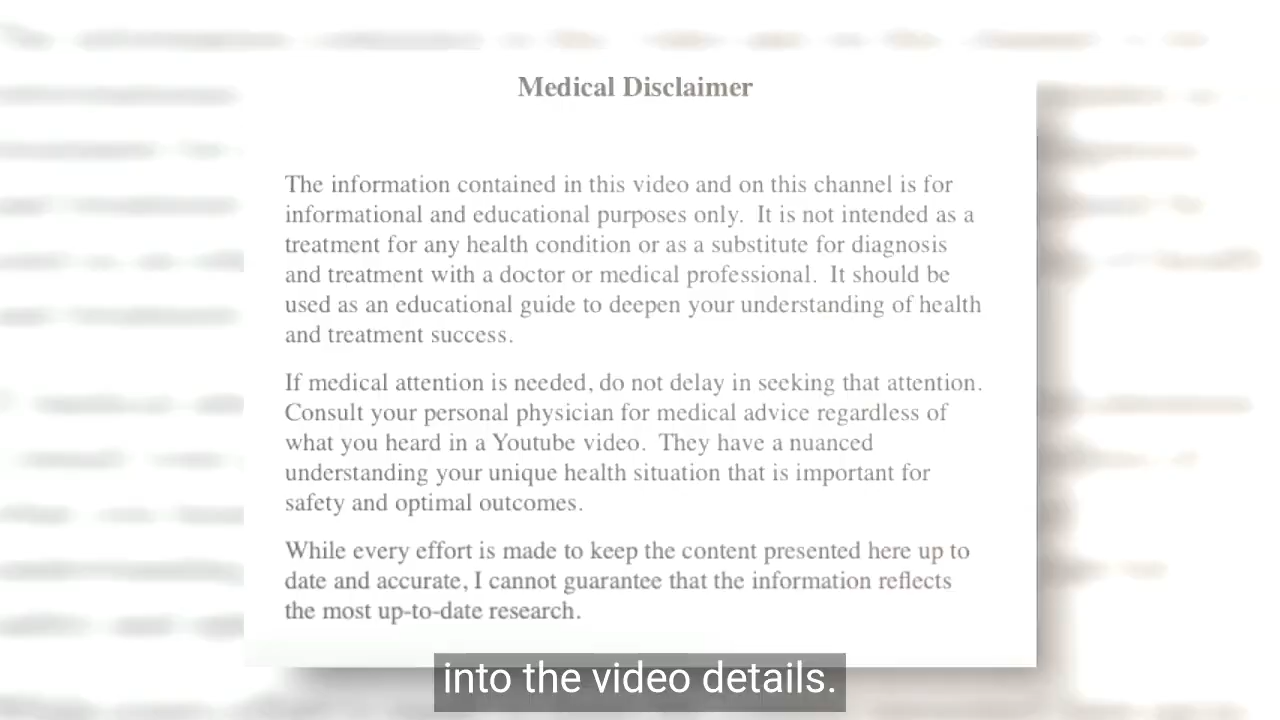 Medical Disclaimer
The information contained in this video and on this channel is for
informational and educational purposes only. It is not intended as a
treatment for any health condition or as a substitute for diagnosis
and treatment with a doctor or medical professional. It should be
used as an educational guide to deepen your understanding of health
and treatment success.
If medical attention is needed, do not delay in seeking that attention.
Consult your personal physician for medical advice regardless of
what you heard in a Youtube video. They have a nuanced
understanding your unique health situation that is important for
safety and optimal outcomes.
While every effort is made to keep the content presented here up to
date and accurate, I cannot guarantee that the information reflects
the most up-to-date research.
into the video details.